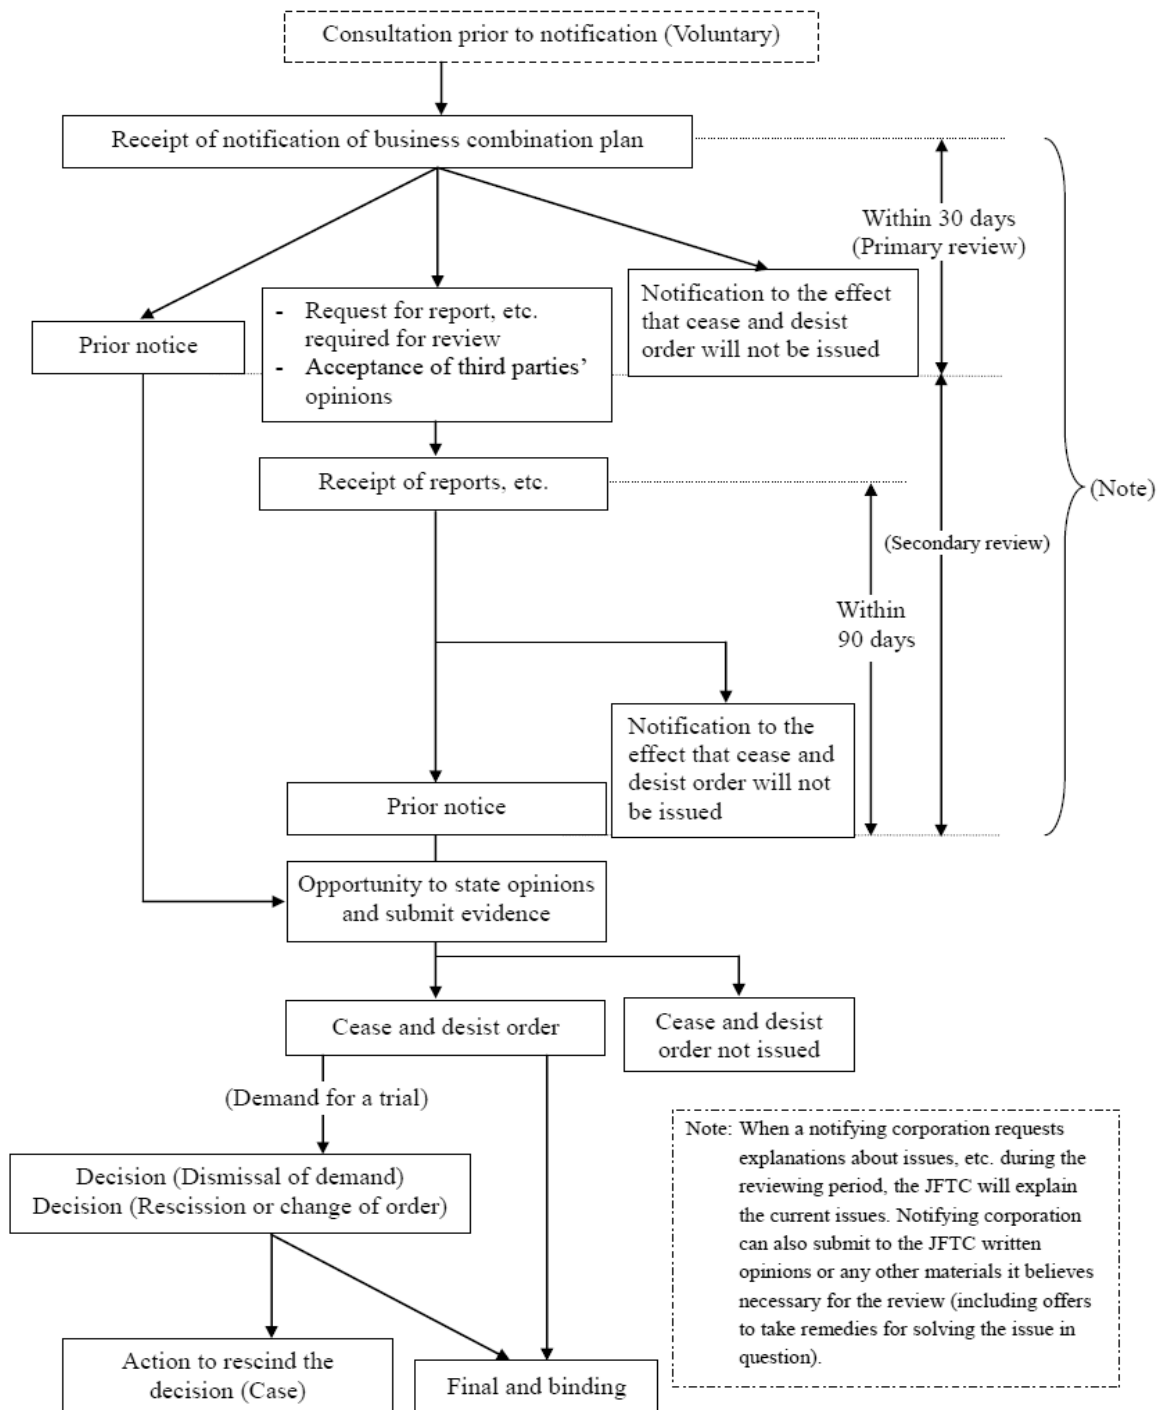 Consultation prior to notification (Voluntary)
Receipt of notification of business combination plan
Within 30 days
(Primary review)
Prior notice
- Request for report, etc.
required for review
- Acceptance of third parties’
opinions
Notification to the effect
that cease and desist
order will not be issued
Receipt of reports, etc.
(Note)
(Secondary review)
Within
90 days
Notification to the
effect that cease and
desist order will not
be issued
Prior notice
Opportunity to state opinions
and submit evidence
Cease and desist order
Cease and desist
order not issued
(Demand for a trial)
Decision (Dismissal of demand)
Decision (Rescission or change of order)
Note: When a notifying corporation requests
explanations about issues, etc. during the
reviewing period, the JFTC will explain
the current issues. Notifying corporation
can also submit to the JFTC written
opinions or any other materials it believes
necessary for the review (including offers
to take remedies for solving the issue in
question).
Action to rescind the
decision (Case)
Final and binding